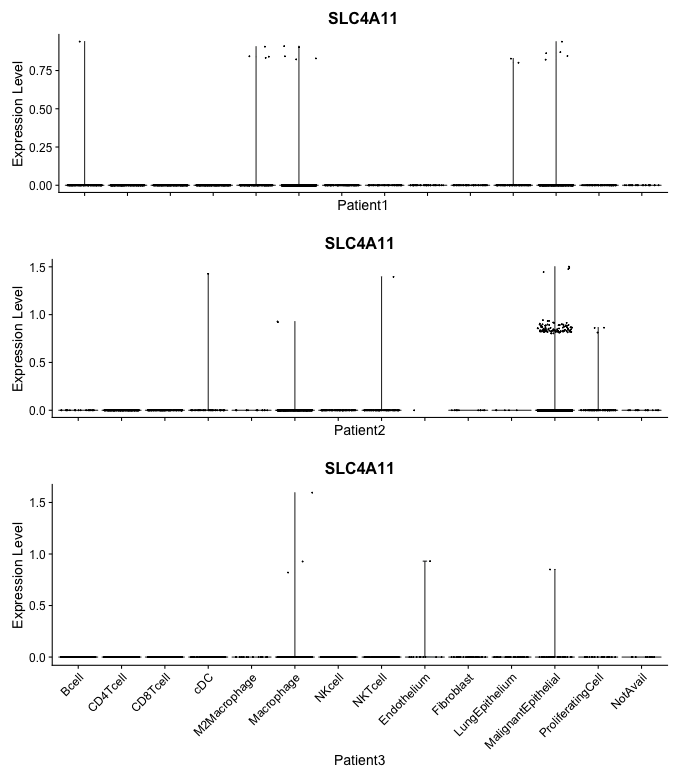 SLC4A11
Expression Level
0.75
0.50
0.25
0.00
Patient1
SLC4A11
Expression Level
1.5
1.0
0.5
0.0
Patient2
SLC4A11
Expression Level
1.5
1.0
0.5
0.0
Bcell
CD4Tcell
CD8Tcell
cDC
M2Macrophage
Macrophage
NKcell
NKTcell
Endothelium
Fibroblast
LungEpithelium
MalignantEpithelial
ProliferatingCell
NotAvail
Patient3